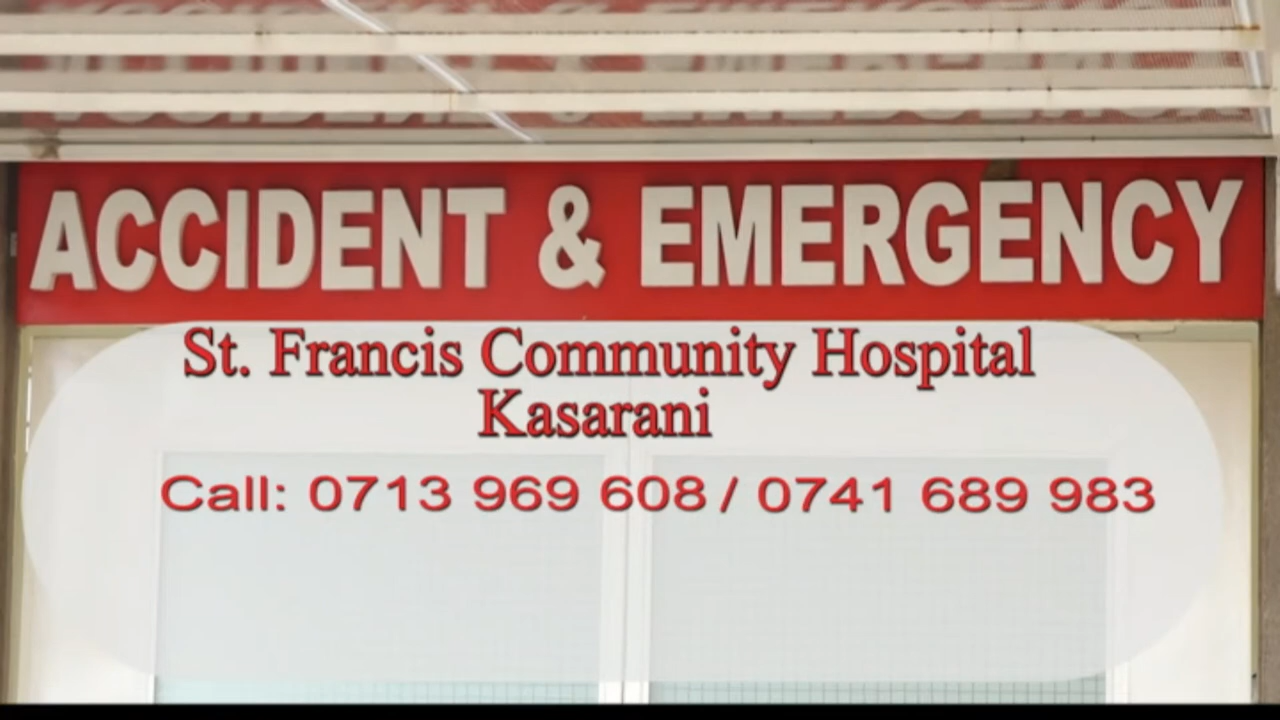 ACCIDENT & EMERGENCY
St. Francis Community Hospital
Kasarani
Call: 0713 969 608 / 0741 689 983